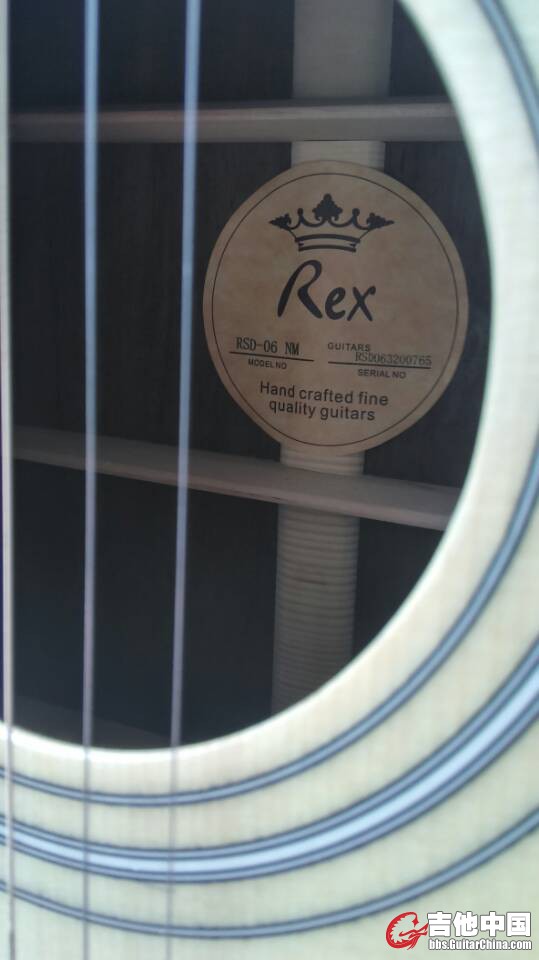 Rex
GUITARS
RSD-06 NM
MODEL NO
RSD063200765
SERIAL NO
Hand crafted fine
quality guitars
吉他中国
bbs.GuitarChina.com